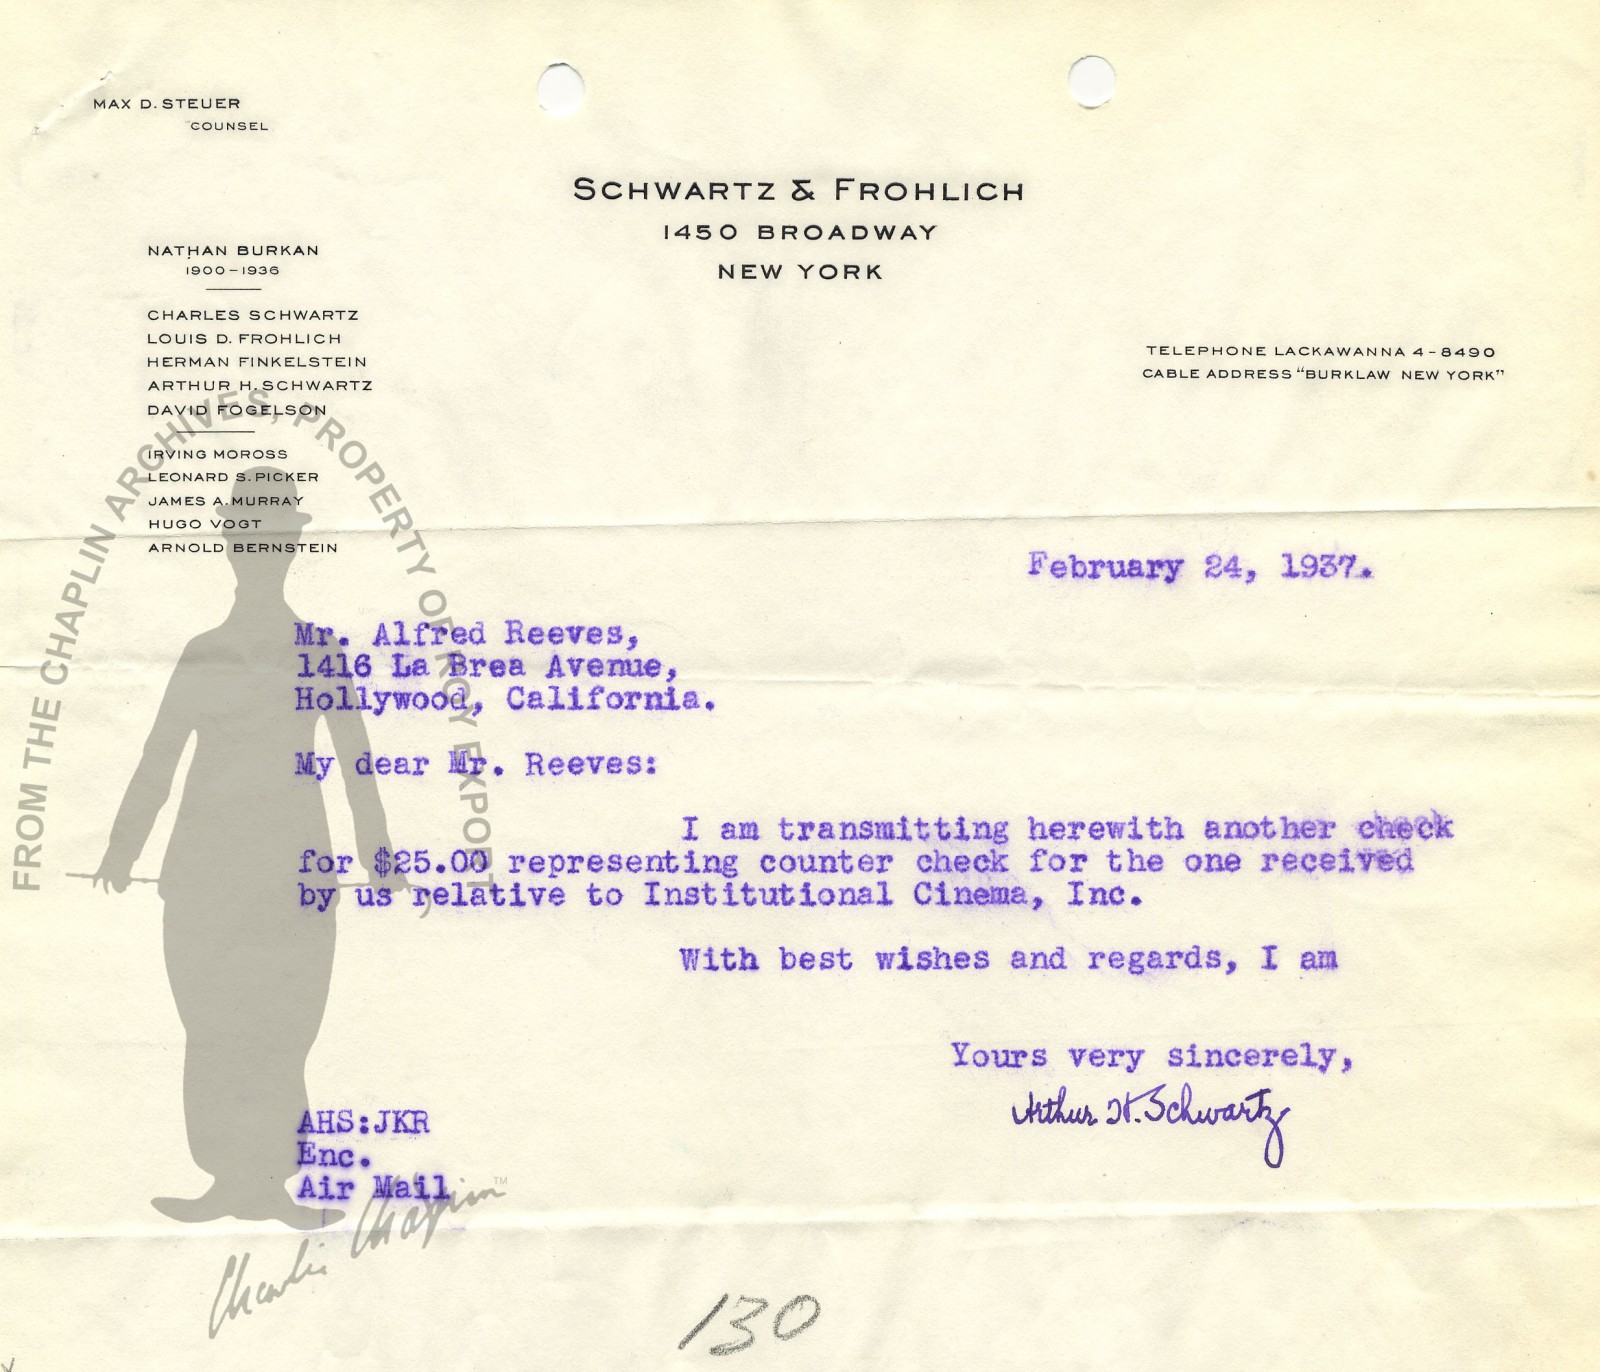 MAX D. STEUER
COUNSEL
SCHWARTZ & FROHLICH
1450 BROADWAY
NEW YORK
NATHAN BURKAN
1900-1936
CHARLES SCHWARTZ
LOUIS D. FROHLICH
HERMAN FINKELSTEIN
ARTHUR H. SCHWARTZ
DAVID FOGELSON
IRVING MOROSS
LEONARD S. PICKER
JAMES A. MURRAY
HUGO VOGT
ARNOLD BERNSTEIN
TELEPHONE LACKAWANNA 4-8490
CABLE ADDRESS "BURKLAW NEW YORK"
February 24, 1937.
Mr. Alfred Reeves,
1416 La Brea Avenue,
Hollywood, California.
My dear Mr. Reeves:
I am transmitting herewith another check
for $25.00 representing counter check for the one received
by us relative to Institutional Cinema, Inc.
With best wishes and regards, I am
Yours very sincerely,
Arthur H. Schwartz
AHS:JKR
Enc.
Air Mail
130
FROM THE CHAPLIN ARCHIVES, PROPERTY OF ROY EXPORT
Charlie Chaplin™